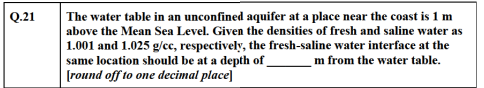 Q.21
The water table in an unconfined aquifer at a place near the coast is 1 m
above the Mean Sea Level. Given the densities of fresh and saline water as
1.001 and 1.025 g/cc, respectively, the fresh-saline water interface at the
same location should be at a depth of ________ m from the water table.
[round off to one decimal place]